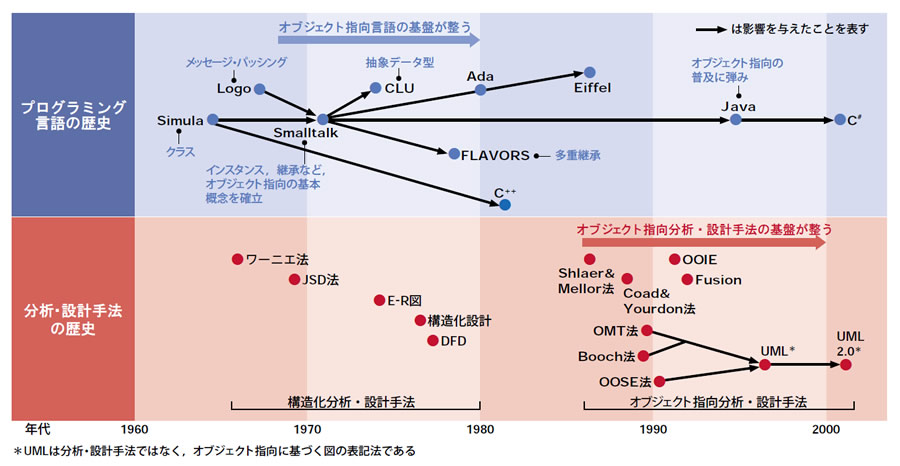 オブジェクト指向言語の基盤が整う
は影響を与えたことを表す
プログラミング
言語の歴史
メッセージ・パッシング
Logo
抽象データ型
CLU
Ada
Eiffel
オブジェクト指向の
普及に弾み
Java
C#
Simula
クラス
Smalltalk
インスタンス，継承など，
オブジェクト指向の基本
概念を確立
FLAVORS
多重継承
C++
オブジェクト指向分析・設計手法の基盤が整う
分析・設計手法
の歴史
ワーニエ法
JSD法
E-R図
構造化設計
DFD
Shlaer&
Mellor法
OOIE
Coad&
Yourdon法
Fusion
OMT法
Booch法
OOSE法
UML＊
UML
2.0＊
構造化分析・設計手法
オブジェクト指向分析・設計手法
年代
1960
1970
1980
1990
2000
＊UMLは分析・設計手法ではなく，オブジェクト指向に基づく図の表記法である